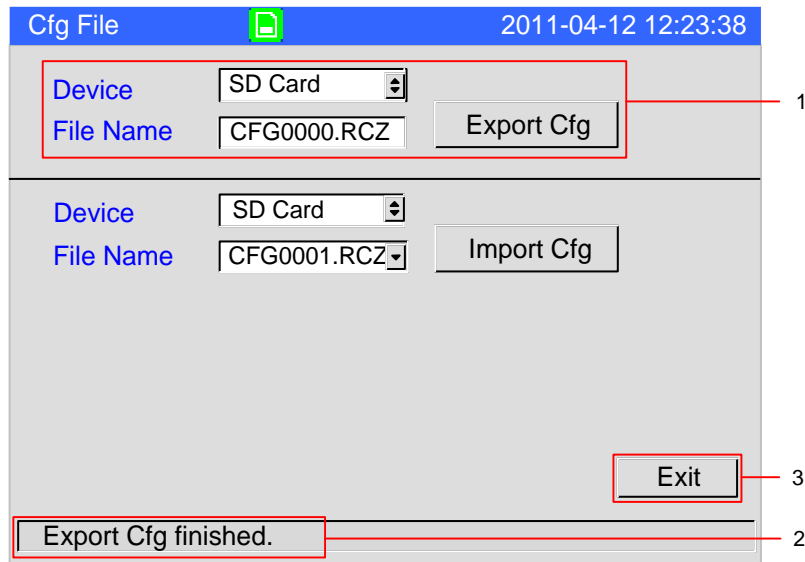 Cfg File 2011-04-12 12:23:38
Device SD Card
1
File Name CFG0000.RCZ Export Cfg
Device SD Card
File Name CFG0001.RCZ Import Cfg
Exit 3
Export Cfg finished. 2